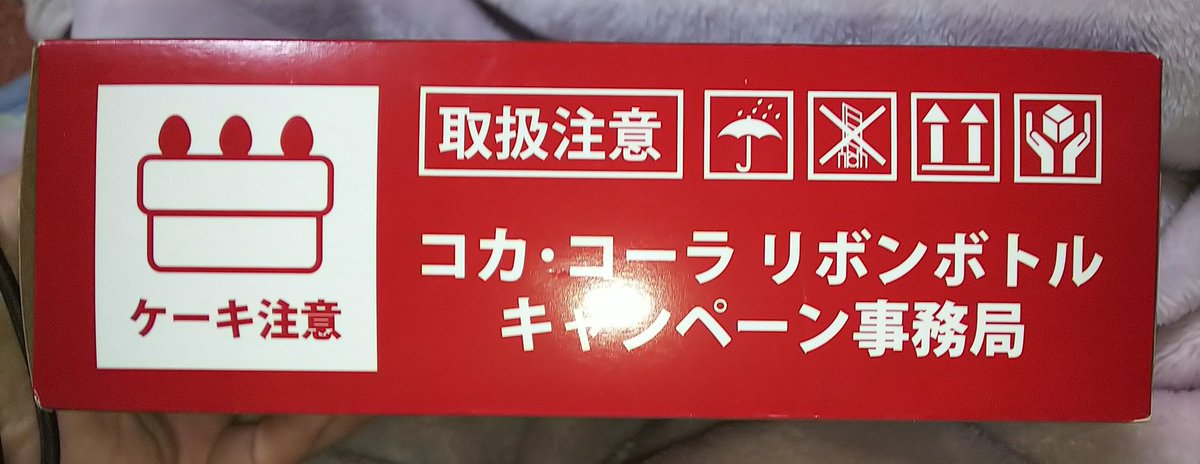 ケーキ注意
取扱注意
コカ・コーラ リボンボトル
キャンペーン事務局